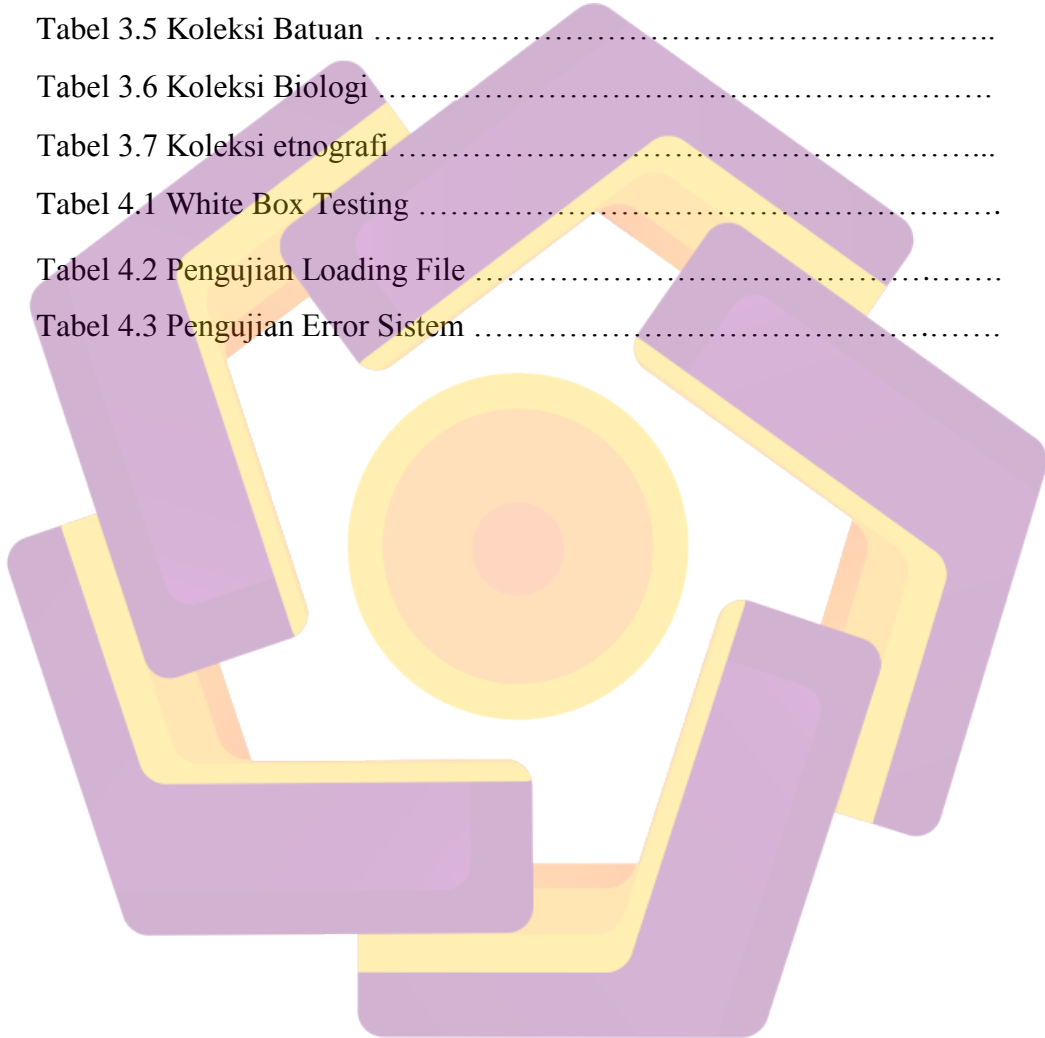 Tabel 3.5 Koleksi Batuan ……………………………………………………………..
Tabel 3.6 Koleksi Biologi …………………………………………………………….
Tabel 3.7 Koleksi etnografi …………………………………………………………...
Tabel 4.1 White Box Testing ………………………………………………………….
Tabel 4.2 Pengujian Loading File …………………………………………….…….
Tabel 4.3 Pengujian Error Sistem …………………………………………….…….